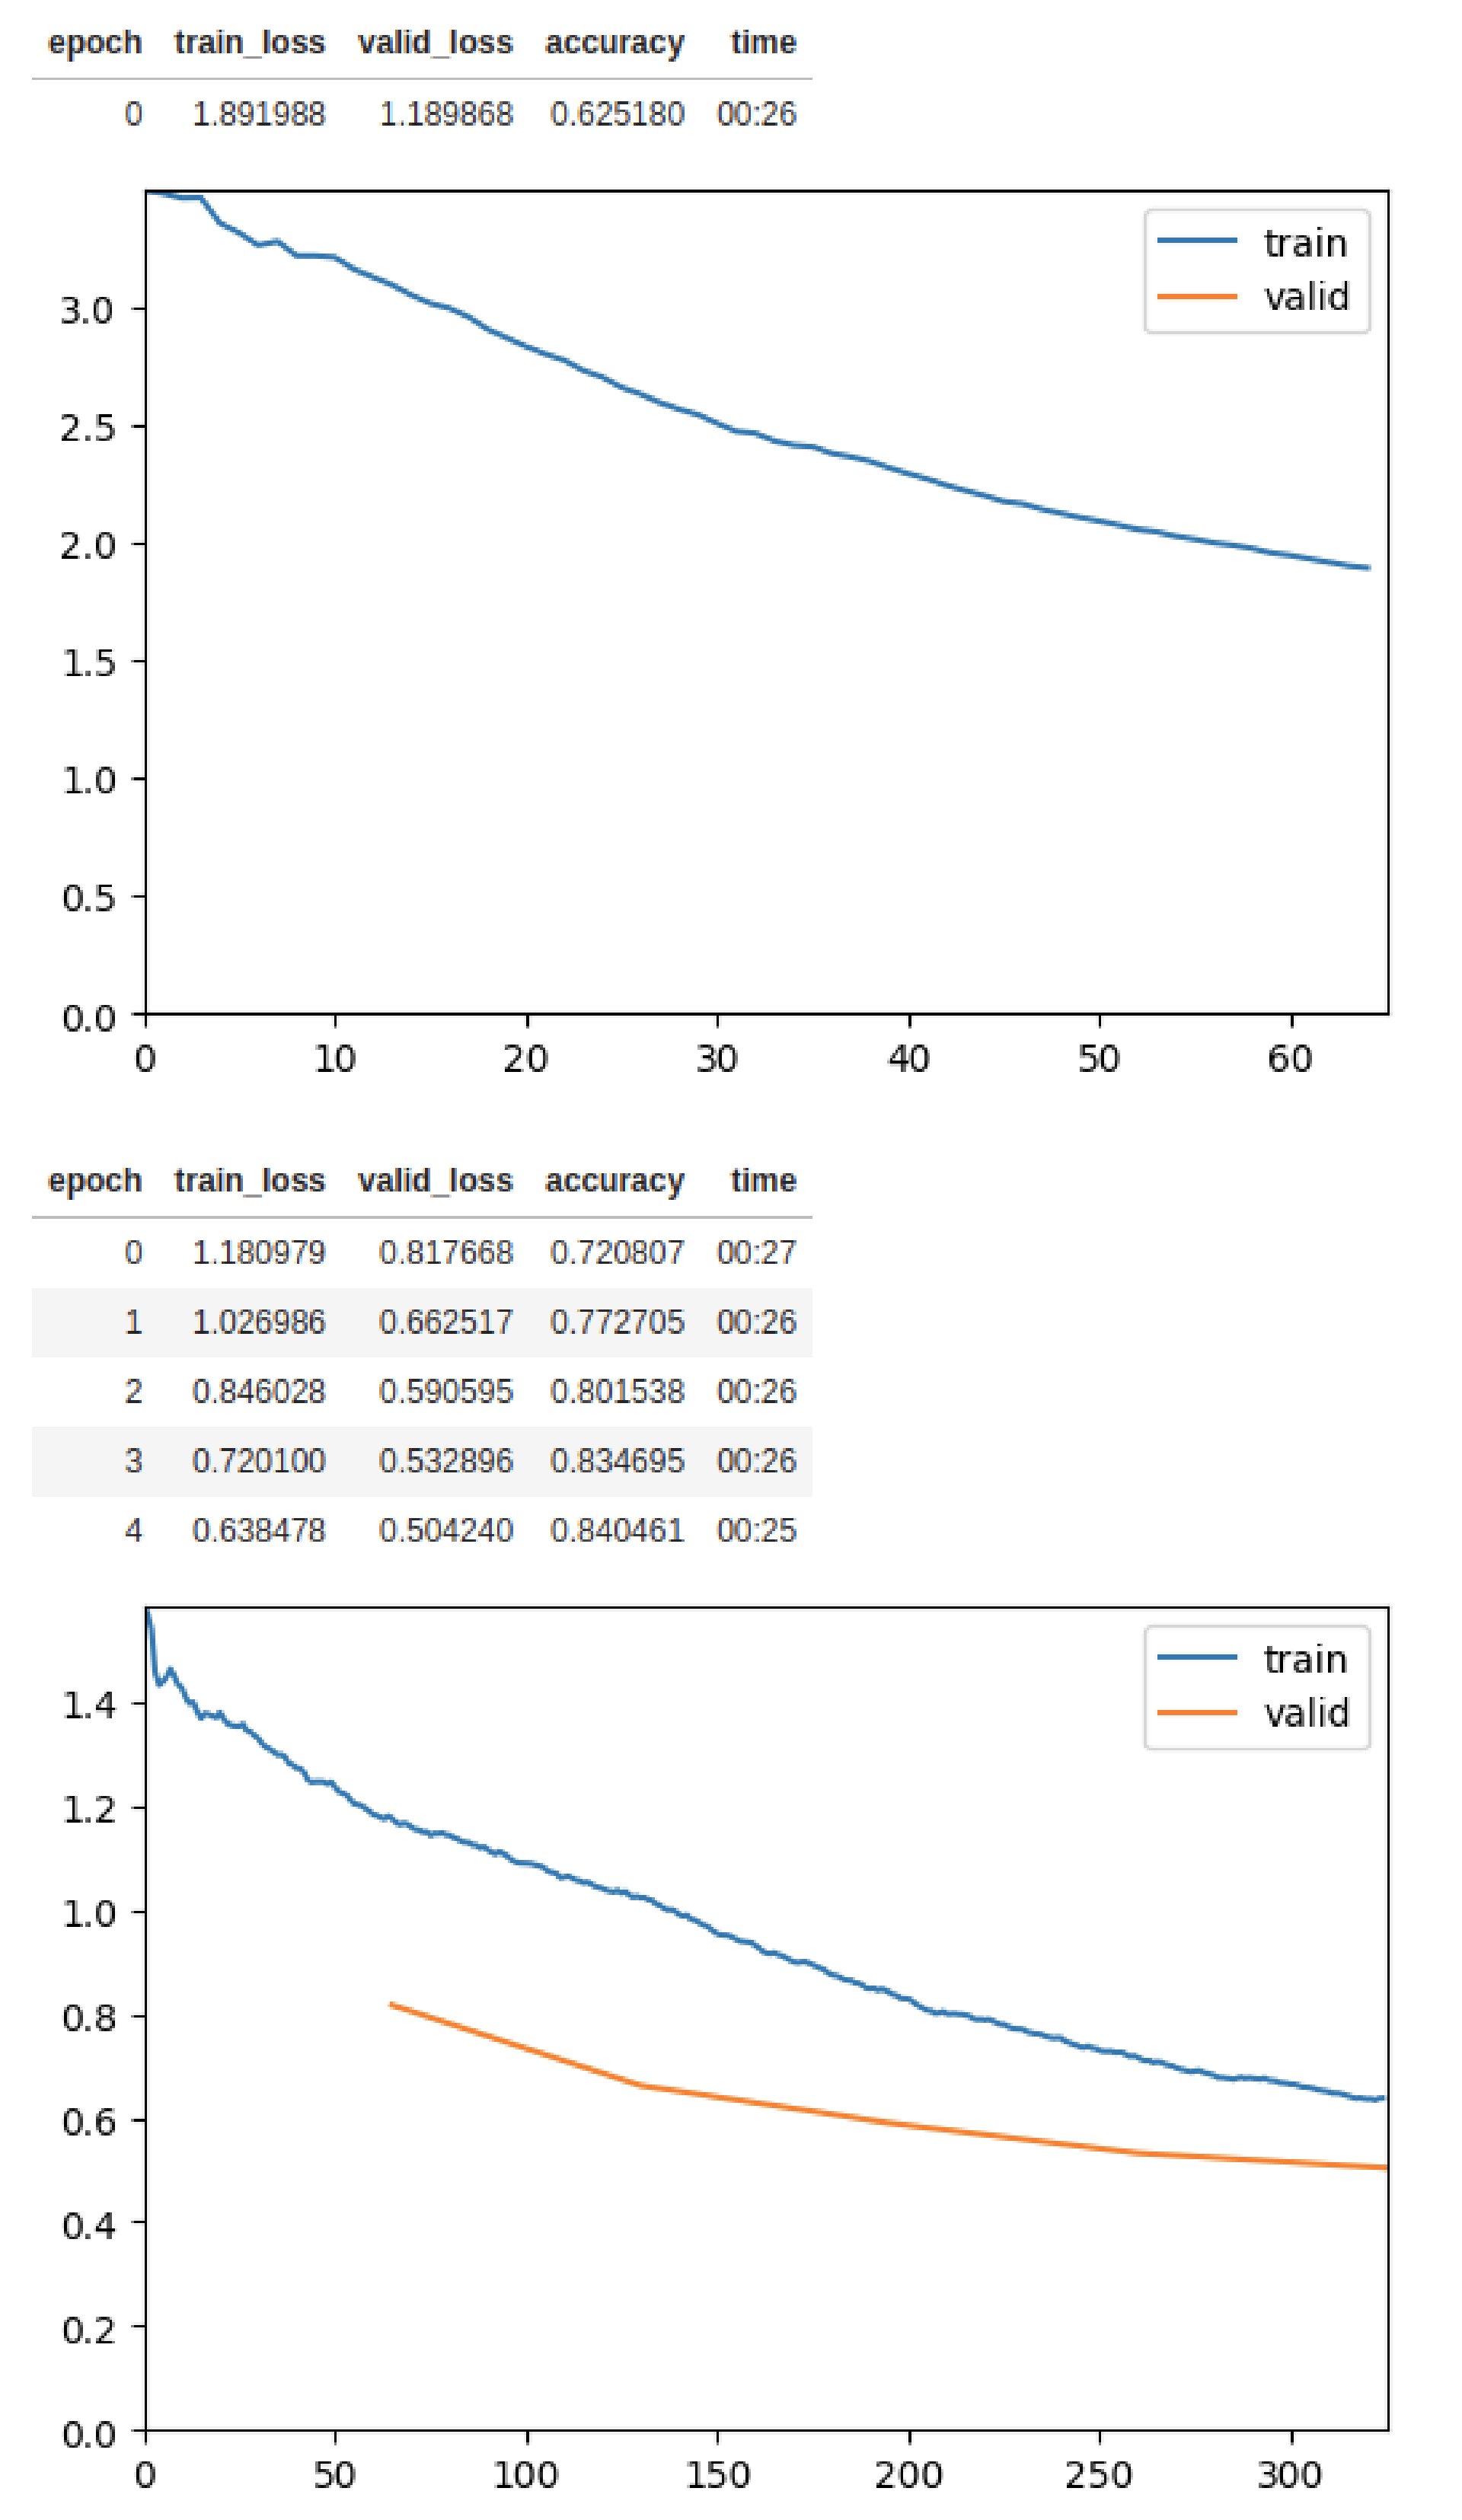 epoch train_loss valid_loss accuracy time
0 1.891988 1.189868 0.625180 00:26
train
valid
3.0
2.5
2.0
1.5
1.0
0.5
0.0
0 10 20 30 40 50 60
epoch train_loss valid_loss accuracy time
0 1.180979 0.817668 0.720807 00:27
1 1.026986 0.662517 0.772705 00:26
2 0.846028 0.590595 0.801538 00:26
3 0.720100 0.532896 0.834695 00:26
4 0.638478 0.504240 0.840461 00:25
train
valid
1.4
1.2
1.0
0.8
0.6
0.4
0.2
0.0
0 50 100 150 200 250 300